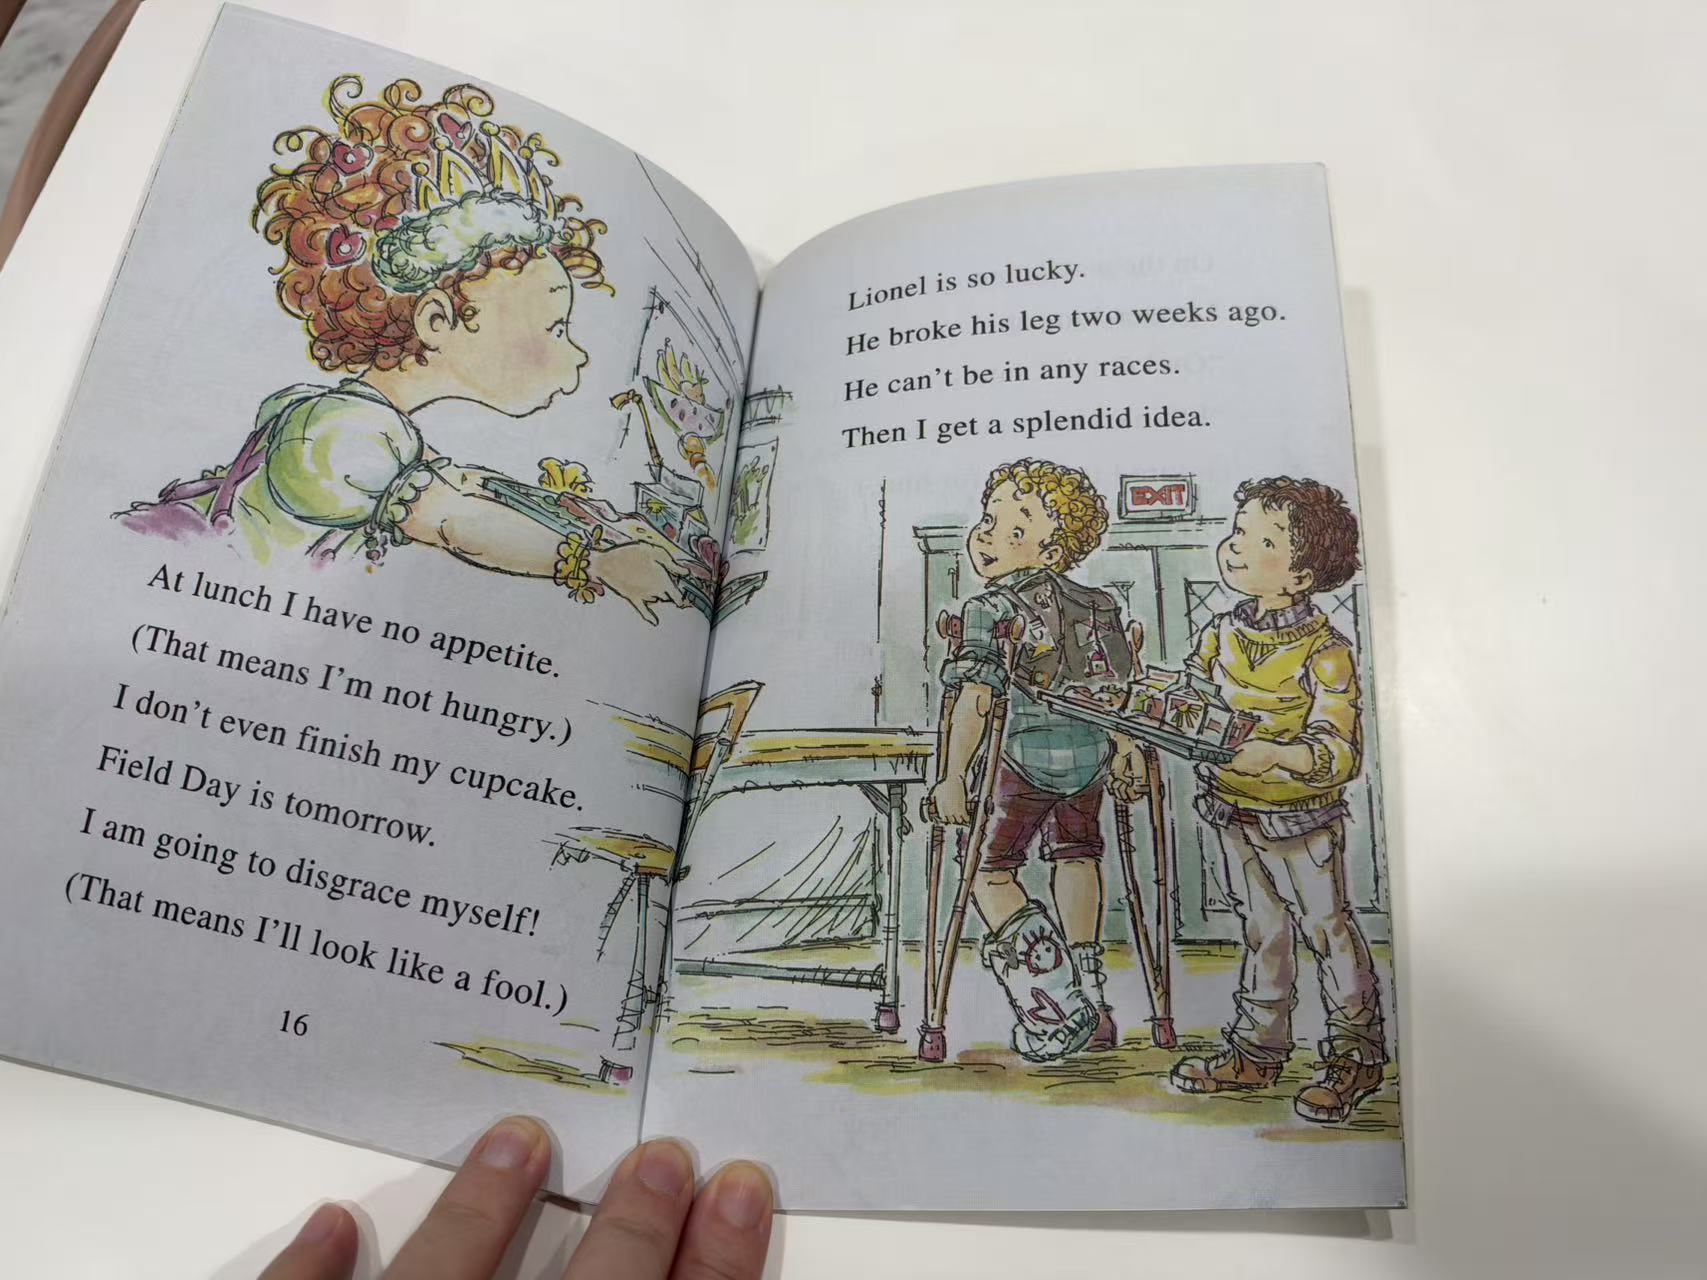 At lunch I have no appetite.
(That means I'm not hungry.)
I don't even finish my cupcake.
Field Day is tomorrow.
I am going to disgrace myself!
(That means I'll look like a fool.)
16
Lionel is so lucky.
He broke his leg two weeks ago.
He can't be in any races.
Then I get a splendid idea.
EXIT